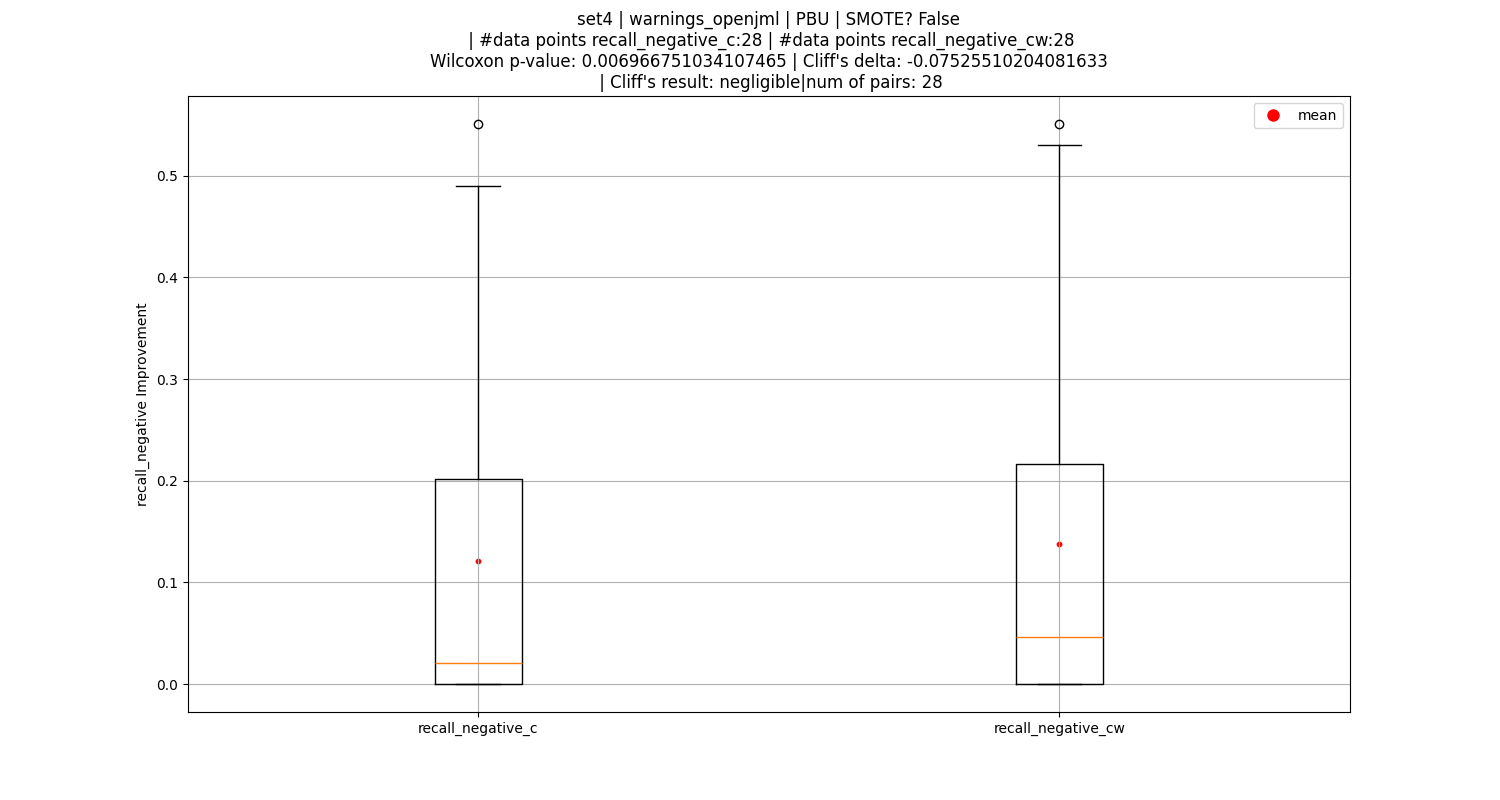 set4 | warnings_openjml | PBU | SMOTE? False
| #data points recall_negative_c:28 | #data points recall_negative_cw:28
Wilcoxon p-value: 0.006966751034107465 | Cliff's delta: -0.07525510204081633
| Cliff's result: negligible|num of pairs: 28
mean
0.5
0.4
0.3
0.2
0.1
0.0
recall_negative Improvement
recall_negative_c
recall_negative_cw